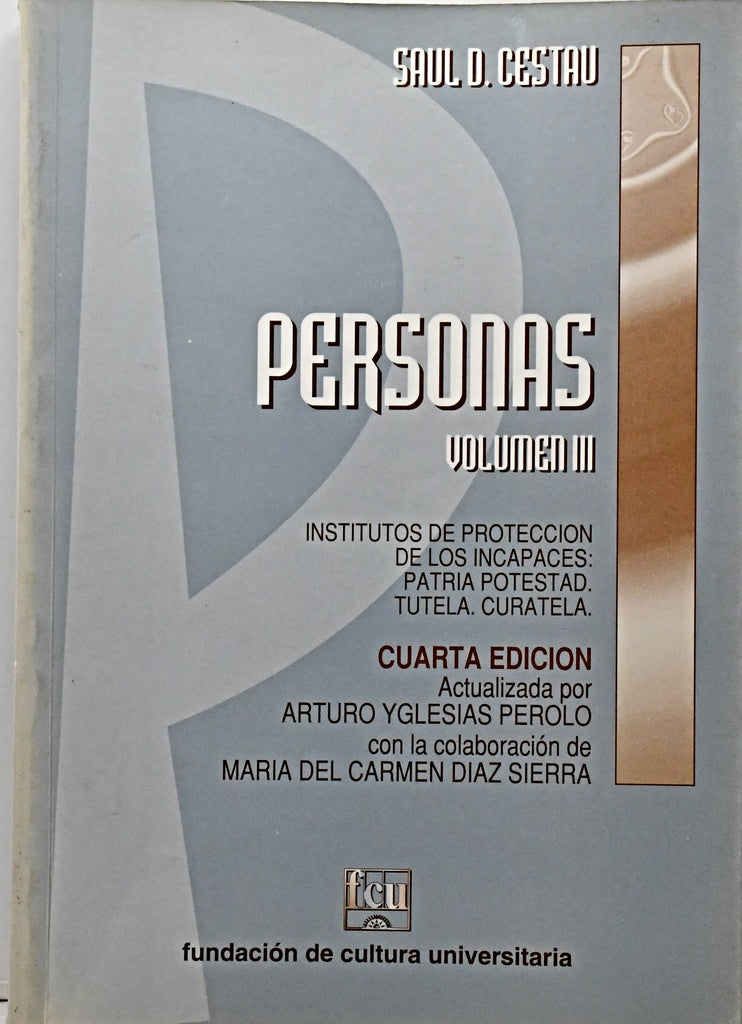 SAUL D. CESTAU
PERSONAS
VOLUMEN III
INSTITUTOS DE PROTECCION
DE LOS INCAPACES:
PATRIA POTESTAD.
TUTELA. CURATELA.
CUARTA EDICION
Actualizada por
ARTURO YGLESIAS PEROLO
con la colaboración de
MARIA DEL CARMEN DIAZ SIERRA
fcu
fundación de cultura universitaria